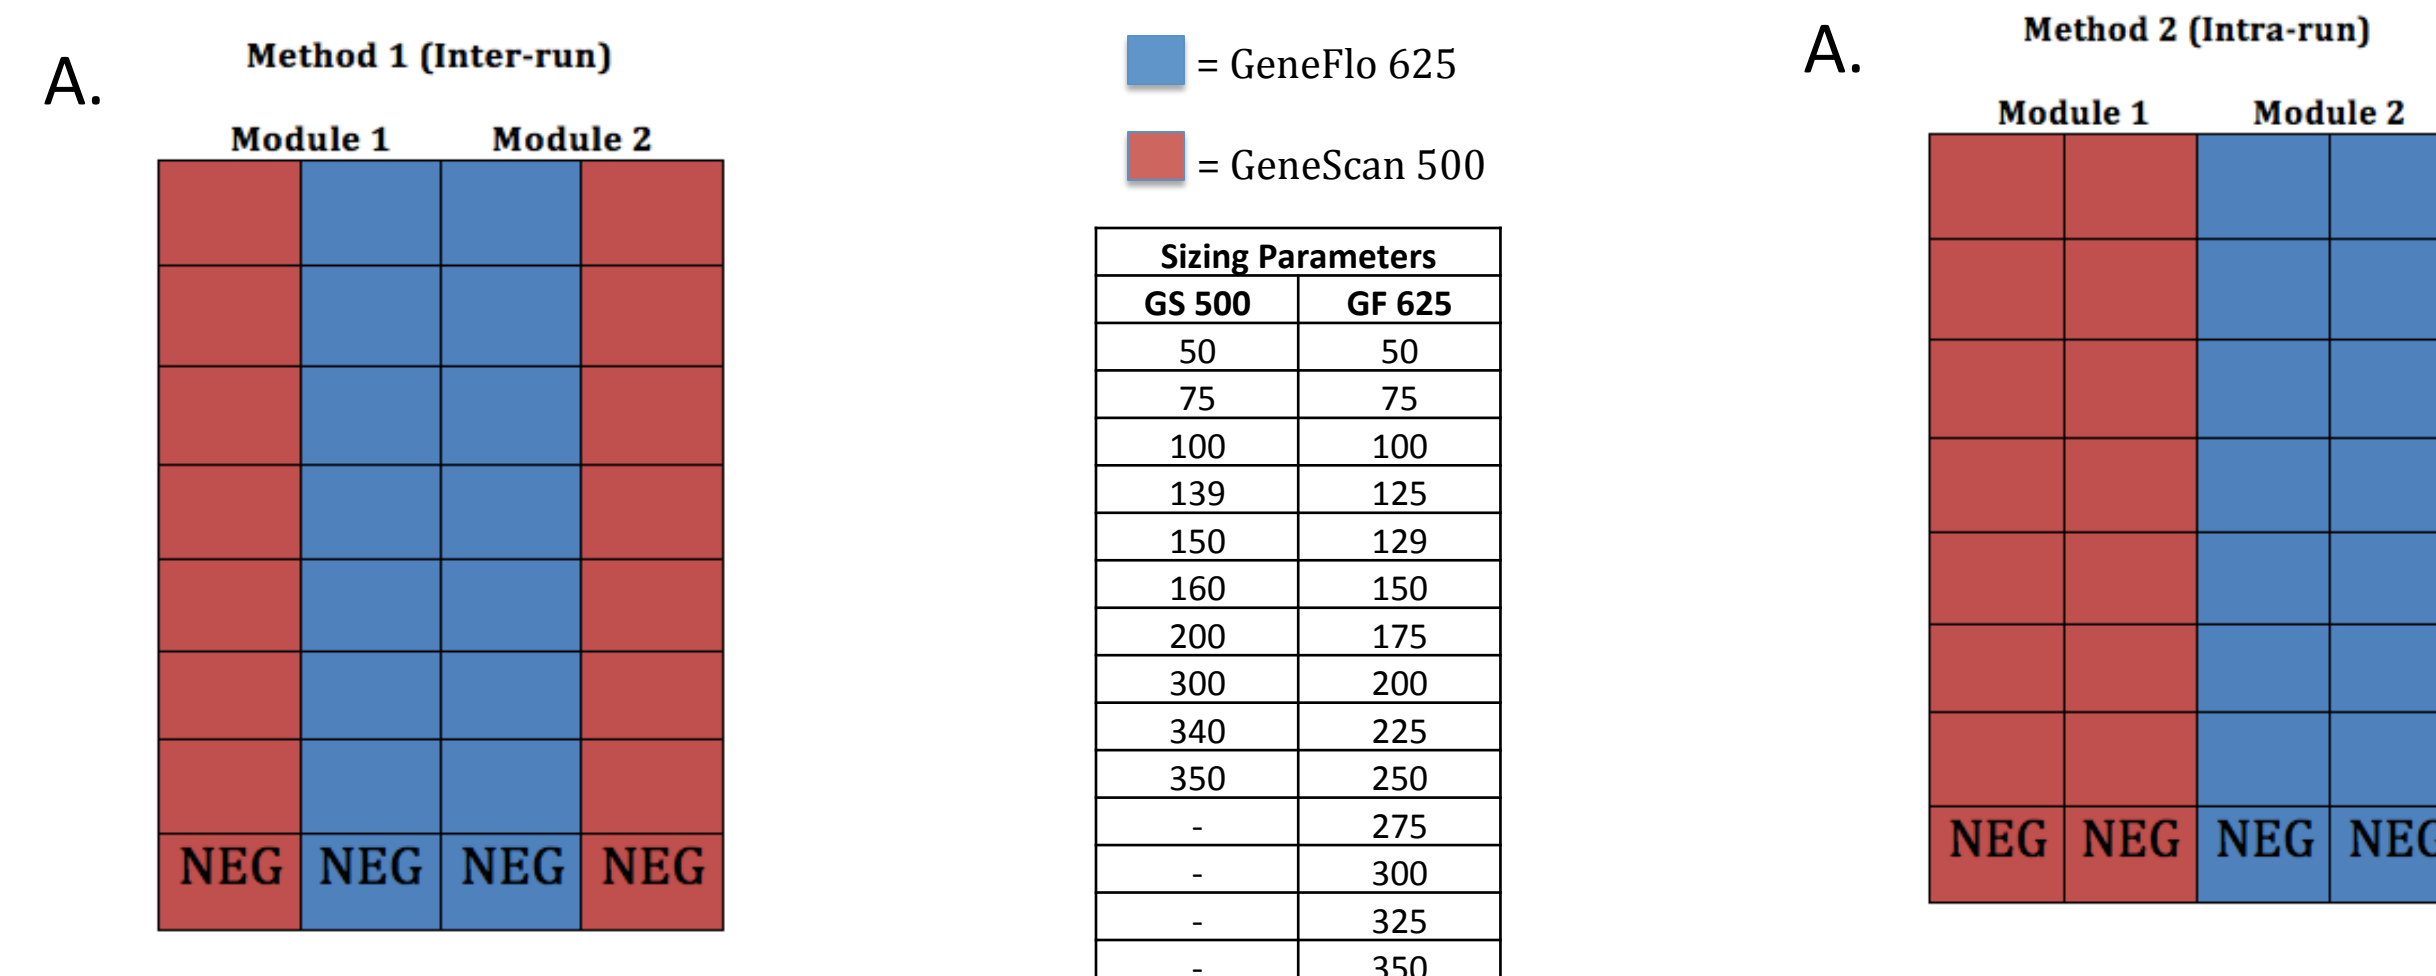 A.
Method 1 (Inter-run)
Module 1 Module 2
NEG NEG NEG NEG
= GeneFlo 625
= GeneScan 500
Sizing Parameters
GS 500 GF 625
50 50
75 75
100 100
139 125
150 129
160 150
200 175
300 200
340 225
350 250
- 275
- 300
- 325
- 350
A.
Method 2 (Intra-run)
Module 1 Module 2
NEG NEG NEG NEG